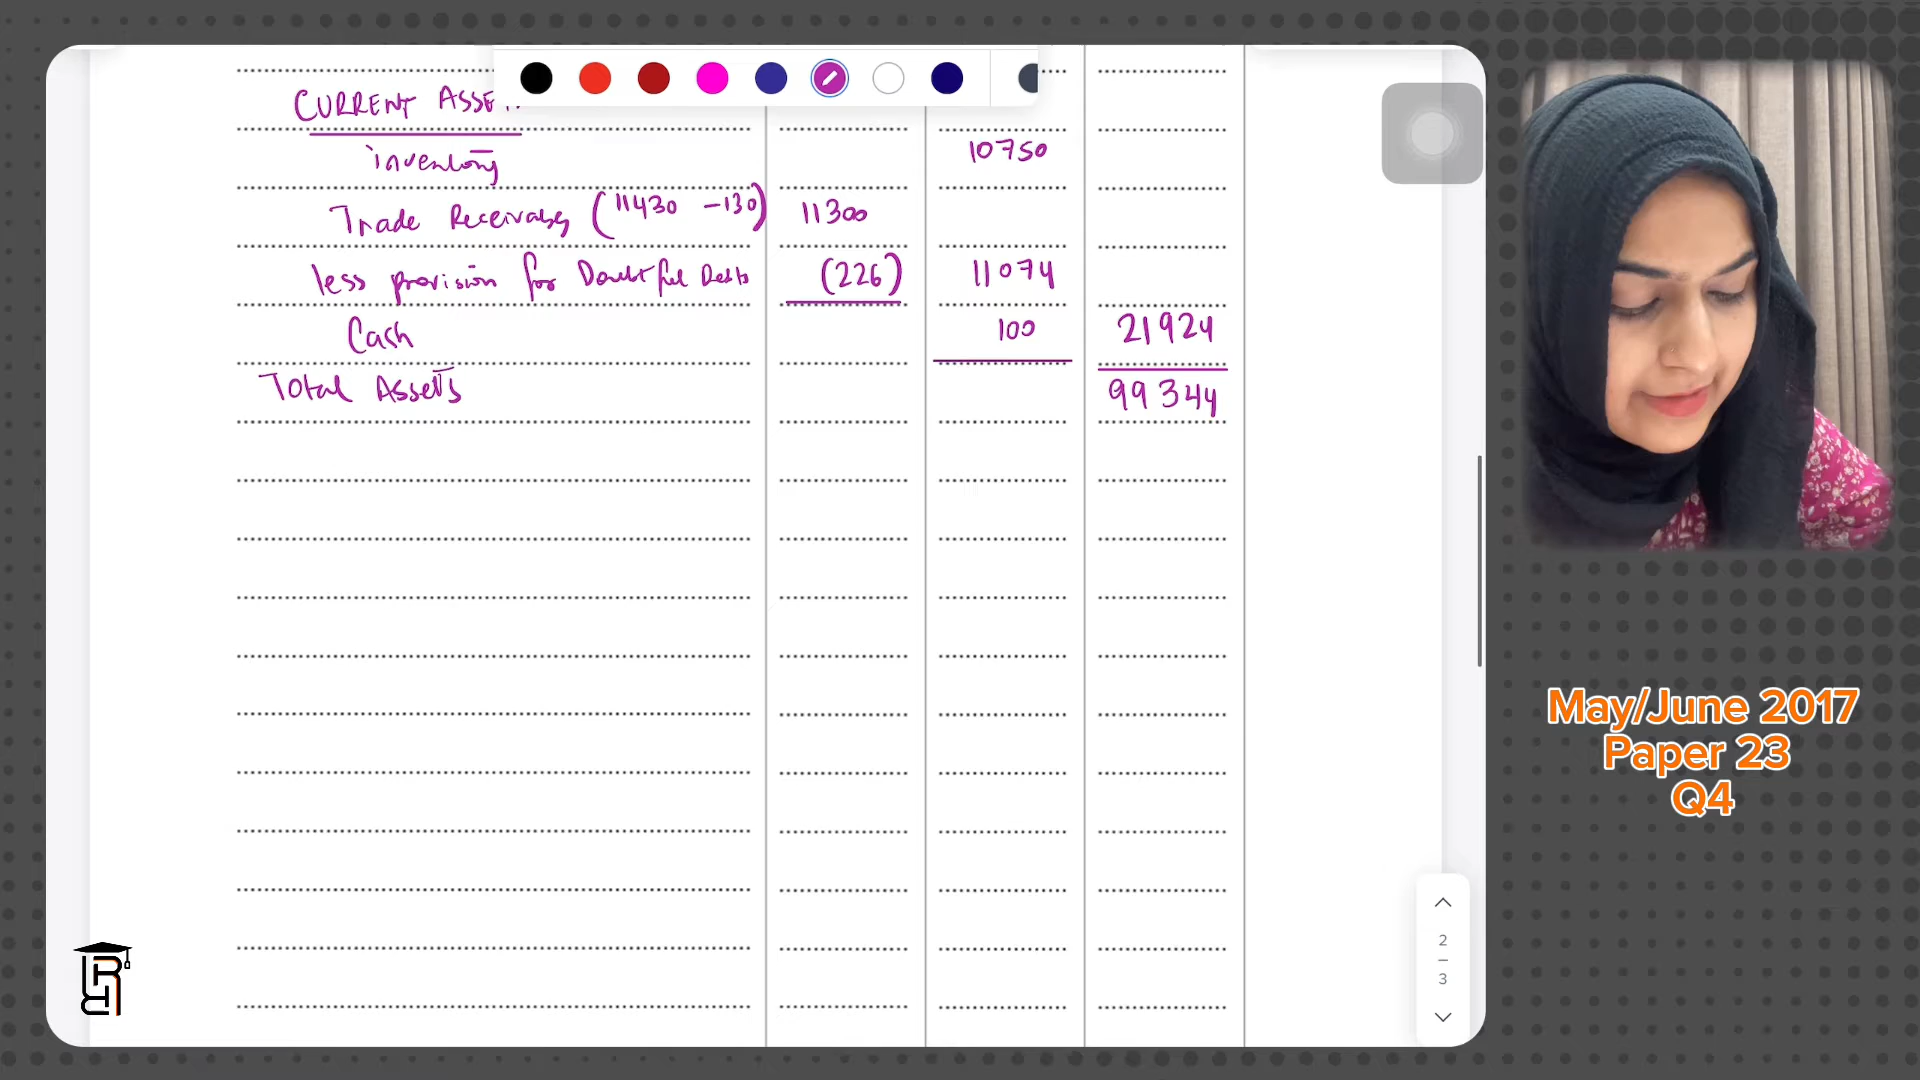 CURRENT ASSE
inventory 10750
Trade Receivables (11430 -130) 11300
less provision for Doubtful Debts (226) 11074
Cash 100 21924
Total Assets 99344
May/June 2017
Paper 23
Q4
2
3